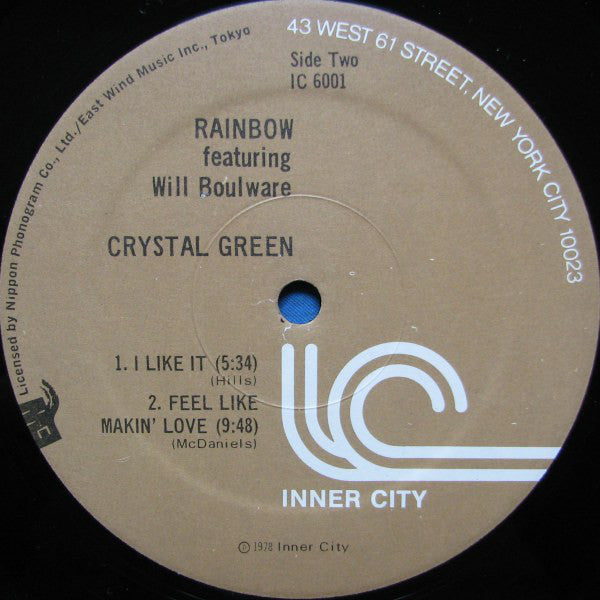 43 WEST 61 STREET, NEW YORK CITY 10023
Licensed by Nippon Phonogram Co., Ltd./East Wind Music Inc., Tokyo
Side Two
IC 6001
RAINBOW
featuring
Will Boulware
CRYSTAL GREEN
1. I LIKE IT (5:34)
(Hills)
2. FEEL LIKE
MAKIN' LOVE (9:48)
(McDaniels)
INNER CITY
℗ 1978 Inner City